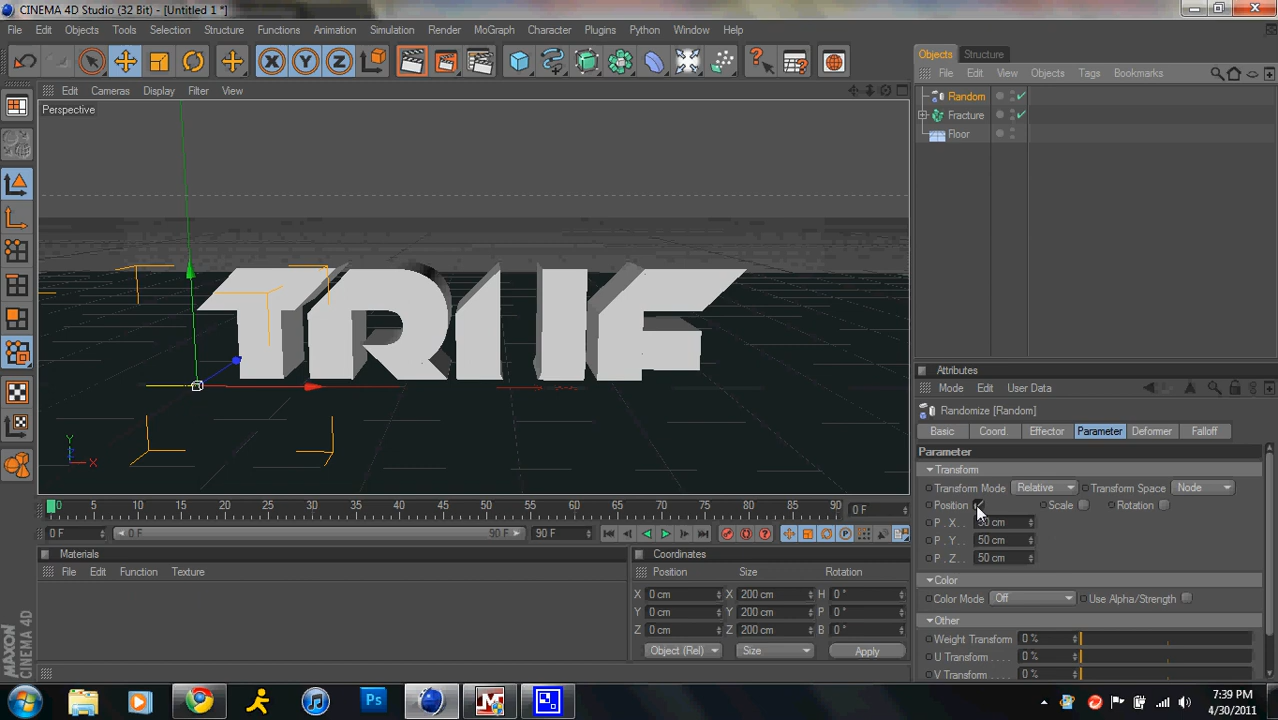 CINEMA 4D Studio (32 Bit) - [Untitled 1 *]
File Edit Objects Tools Selection Structure Functions Animation Simulation Render MoGraph Character Plugins Python Window Help
Objects Structure
File Edit View Objects Tags Bookmarks
Edit Cameras Display Filter View
Perspective
Random
Fracture
Floor
TRUE
Y
X
Attributes
Mode Edit User Data
Randomize [Random]
Basic Coord. Effector Parameter Deformer Falloff
Parameter
Transform
Transform Mode Relative Transform Space Node
Position Scale Rotation
P . X . . 50 cm
P . Y . . 50 cm
P . Z . . 50 cm
Color
Color Mode Off Use Alpha/Strength
Other
Weight Transform 0 %
U Transform . . . . 0 %
V Transform . . . . 0 %
0 5 10 15 20 25 30 35 40 45 50 55 60 65 70 75 80 85 90 0 F
0 F 0 F 90 F 90 F
Materials
File Edit Function Texture
Coordinates
Position Size Rotation
X 0 cm X 200 cm H 0 °
Y 0 cm Y 200 cm P 0 °
Z 0 cm Z 200 cm B 0 °
Object (Rel) Size Apply
MAXON
CINEMA 4D
Ps
7:39 PM
4/30/2011